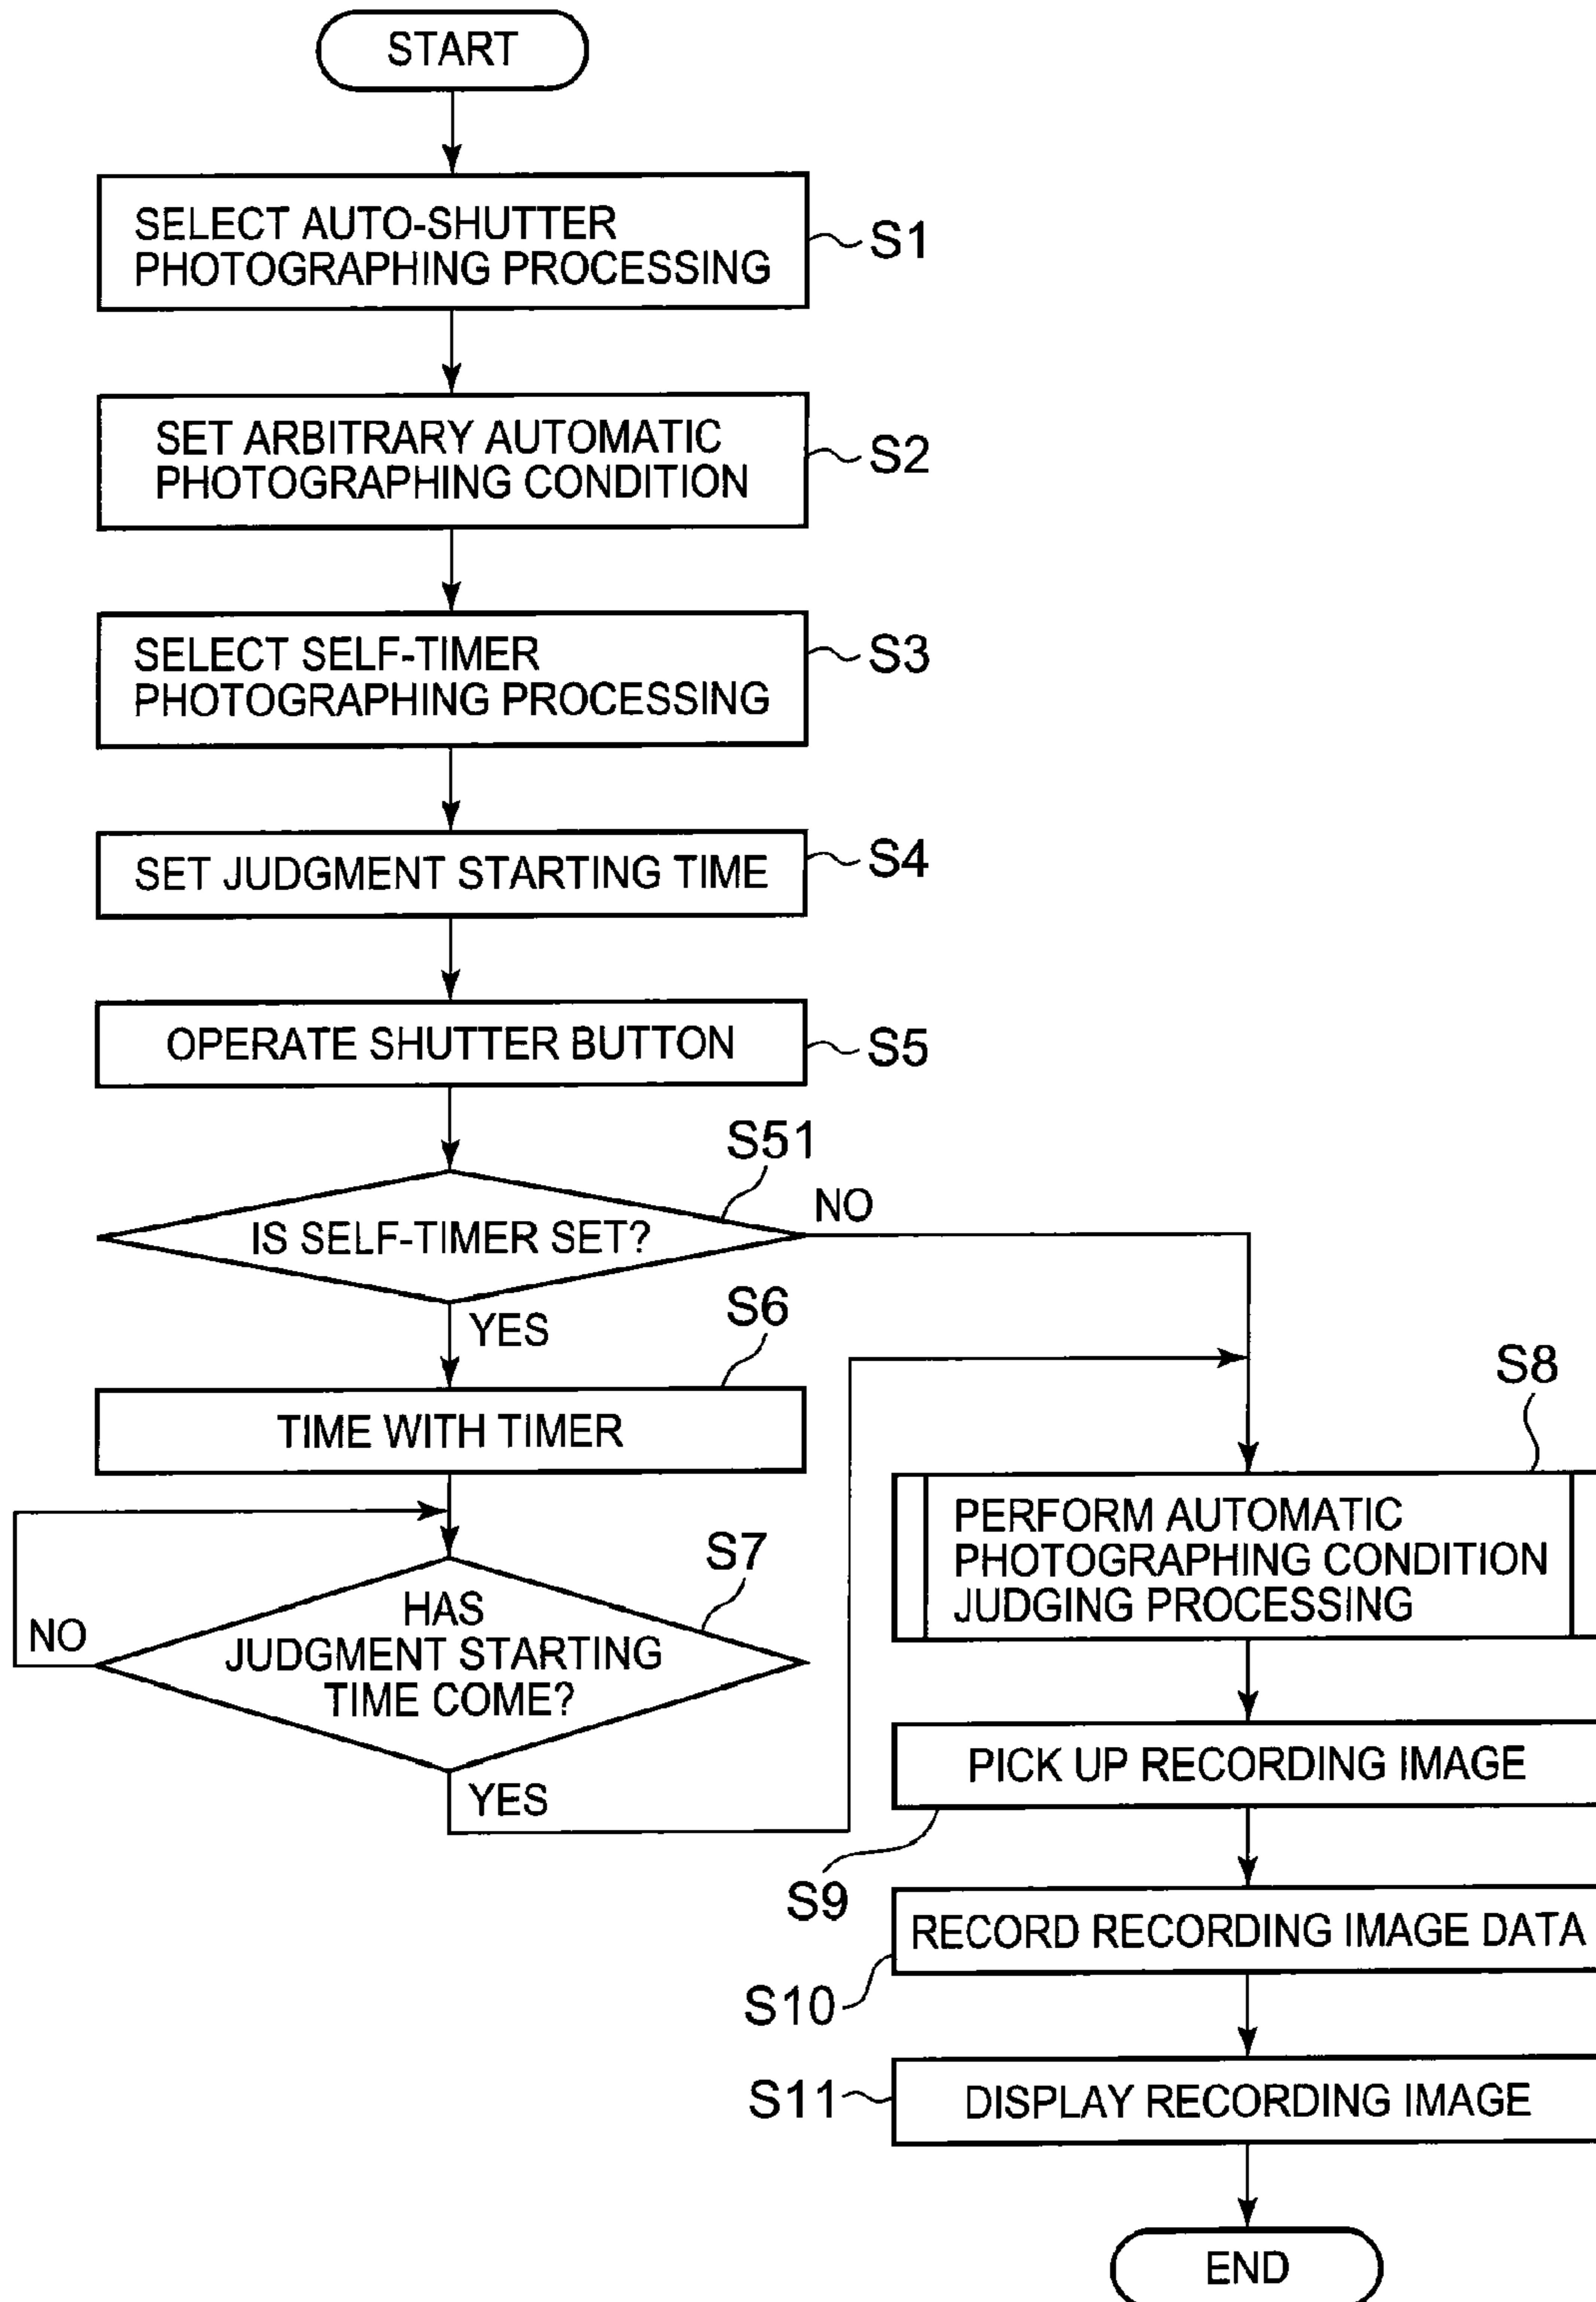 START
SELECT AUTO-SHUTTER
PHOTOGRAPHING PROCESSING
S1
SET ARBITRARY AUTOMATIC
PHOTOGRAPHING CONDITION
S2
SELECT SELF-TIMER
PHOTOGRAPHING PROCESSING
S3
SET JUDGMENT STARTING TIME
S4
OPERATE SHUTTER BUTTON
S5
S51
IS SELF-TIMER SET?
NO
YES
S6
TIME WITH TIMER
S7
HAS
JUDGMENT STARTING
TIME COME?
NO
YES
S8
PERFORM AUTOMATIC
PHOTOGRAPHING CONDITION
JUDGING PROCESSING
PICK UP RECORDING IMAGE
S9
RECORD RECORDING IMAGE DATA
S10
S11
DISPLAY RECORDING IMAGE
END